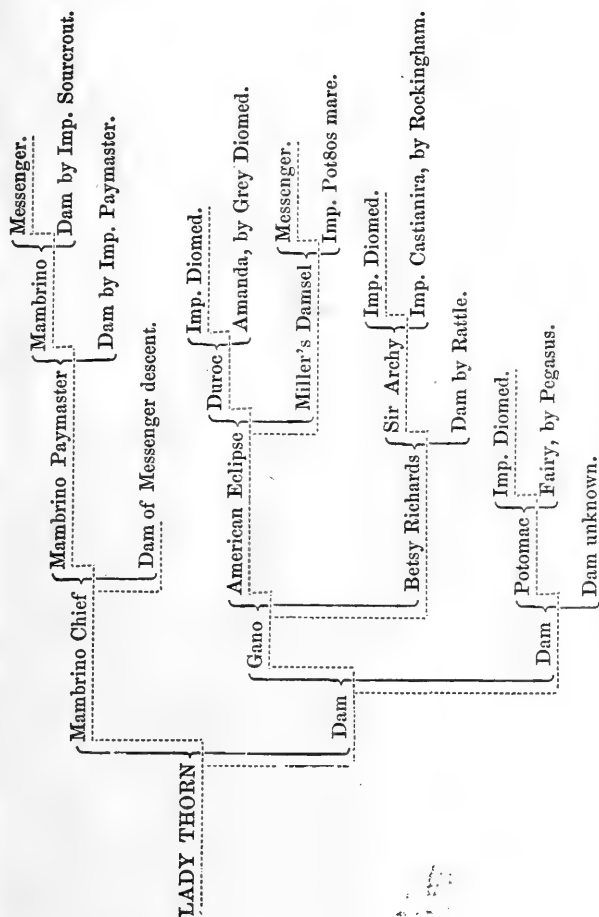 LADY THORN
Mambrino Chief
Mambrino Paymaster
Mambrino
Messenger.
Dam by Imp. Sourcrout.
Dam by Imp. Paymaster.
Dam of Messenger descent.
Dam
Gano
American Eclipse
Duroc
Imp. Diomed.
Amanda, by Grey Diomed.
Miller's Damsel
Messenger.
Imp. Pot8os mare.
Betsy Richards
Sir Archy
Imp. Diomed.
Imp. Castianira, by Rockingham.
Dam by Rattle.
Dam
Potomac
Imp. Diomed.
Fairy, by Pegasus.
Dam unknown.